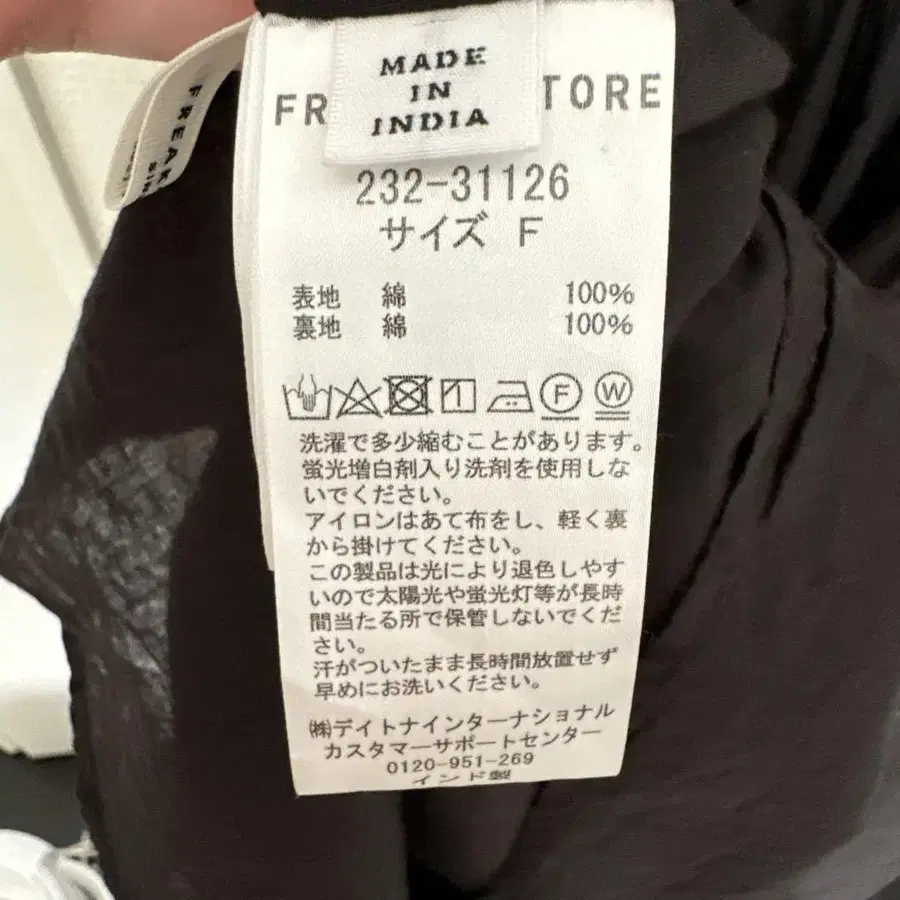 FREAK
MADE
IN
INDIA
FR TORE
232-31126
サイズ F
表地 綿 100%
裏地 綿 100%
F W
洗濯で多少縮むことがあります。
蛍光増白剤入り洗剤を使用しな
いでください。
アイロンはあて布をし、軽く裏
から掛けてください。
この製品は光により退色しやす
いので太陽光や蛍光灯等が長時
間当たる所で保管しないでくだ
さい。
汗がついたまま長時間放置せず
早めにお洗いください。
㈱デイトナインターナショナル
カスタマーサポートセンター
0120-951-269
インド製